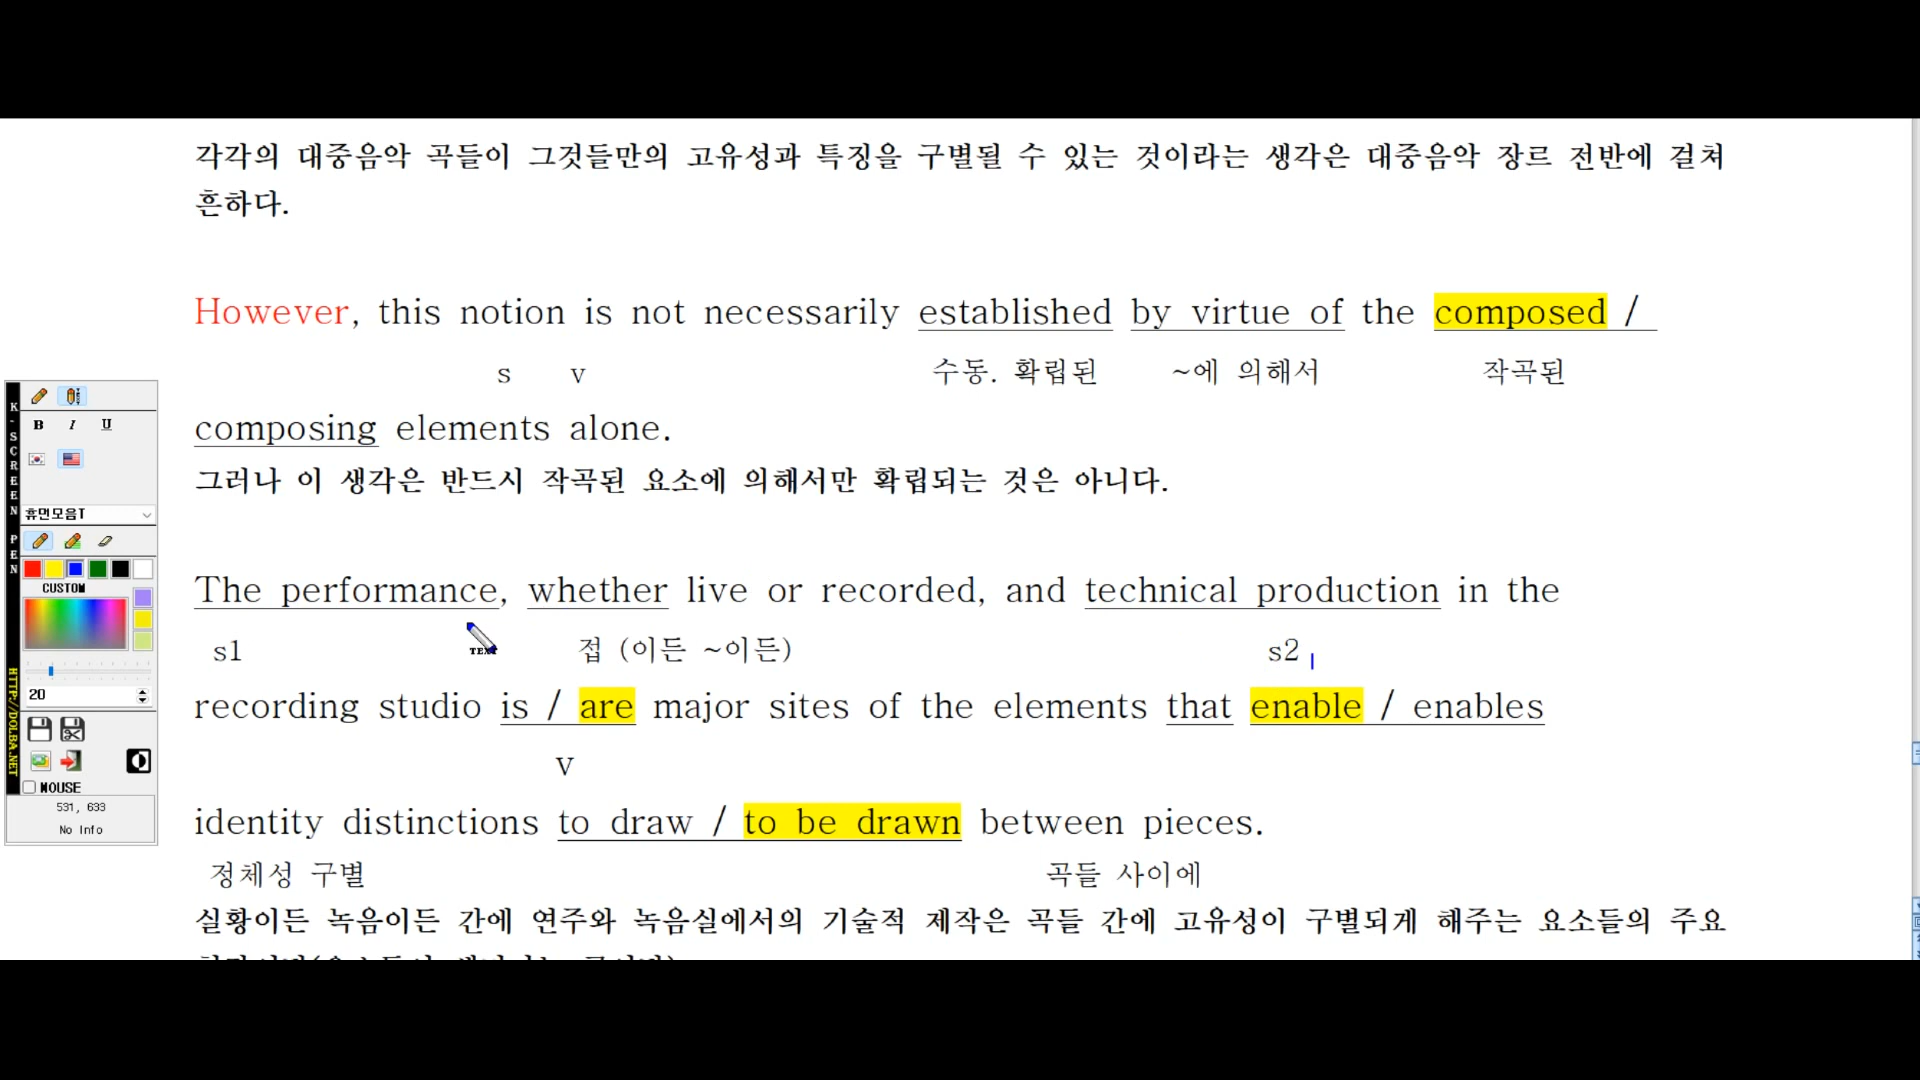 각각의 대중음악 곡들이 그것들만의 고유성과 특징을 구별될 수 있는 것이라는 생각은 대중음악 장르 전반에 걸쳐
흔하다.
However, this notion is not necessarily established by virtue of the composed /
s v 수동. 확립된 ~에 의해서 작곡된
composing elements alone.
그러나 이 생각은 반드시 작곡된 요소에 의해서만 확립되는 것은 아니다.
The performance, whether live or recorded, and technical production in the
s1 접 (이든 ~이든) s2
recording studio is / are major sites of the elements that enable / enables
v
identity distinctions to draw / to be drawn between pieces.
정체성 구별 곡들 사이에
실황이든 녹음이든 간에 연주와 녹음실에서의 기술적 제작은 곡들 간에 고유성이 구별되게 해주는 요소들의 주요
K-SCREEN PEN
HTTP://DOLBA.NET
B I U
휴먼모음T
CUSTOM
20
MOUSE
531, 633
No Info
TEXT